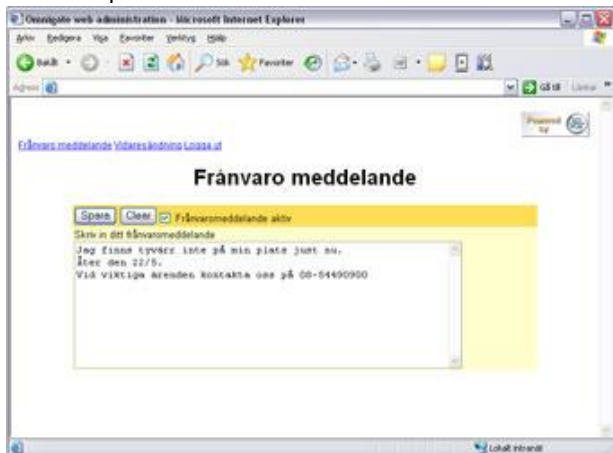 Omnigate web administration - Microsoft Internet Explorer
Arkiv Redigera Visa Favoriter Verktyg Hjälp
Bakåt Sök Favoriter
Adress Gå till Länkar
Powered by
Frånvaro meddelande Vidaresändning Logga ut
Frånvaro meddelande
Spara Clear Frånvaromeddelande aktiv
Skriv in ditt frånvaromeddelande
Jag finns tyvärr inte på min plats just nu.
Åter den 22/5.
Vid viktiga ärenden kontakta oss på 08-54490900
Lokalt intranät